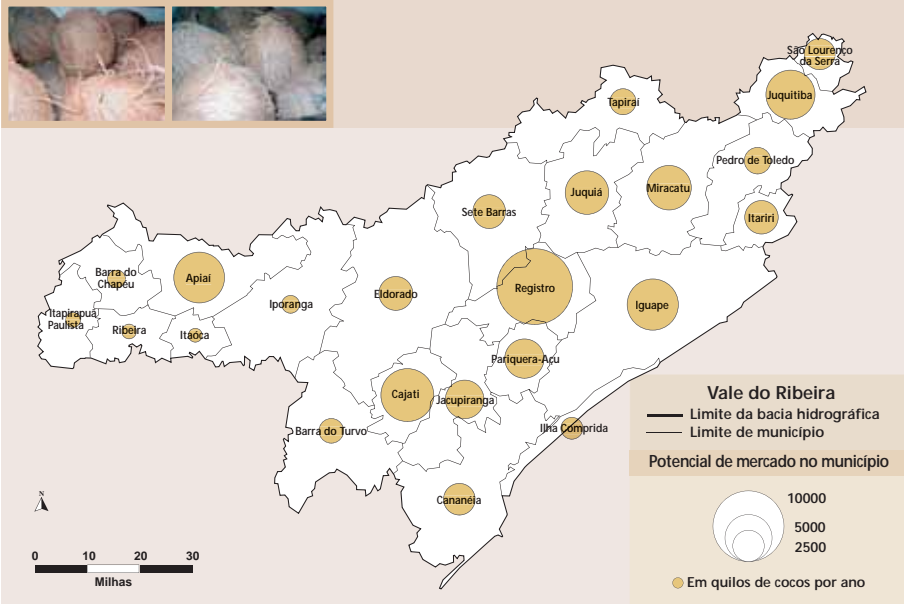 São Lourenço
da Serra
Juquitiba
Tapiraí
Pedro de Toledo
Juquiá
Miracatu
Sete Barras
Itariri
Barra do
Chapéu
Apiaí
Registro
Eldorado
Iporanga
Iguape
Itapirapuã
Paulista
Ribeira
Itaóca
Pariquera-Açu
Cajati
Jacupiranga
Barra do Turvo
Ilha Comprida
Cananéia
Vale do Ribeira
Limite da bacia hidrográfica
Limite de município
Potencial de mercado no município
10000
5000
2500
Em quilos de cocos por ano
N
0 10 20 30
Milhas